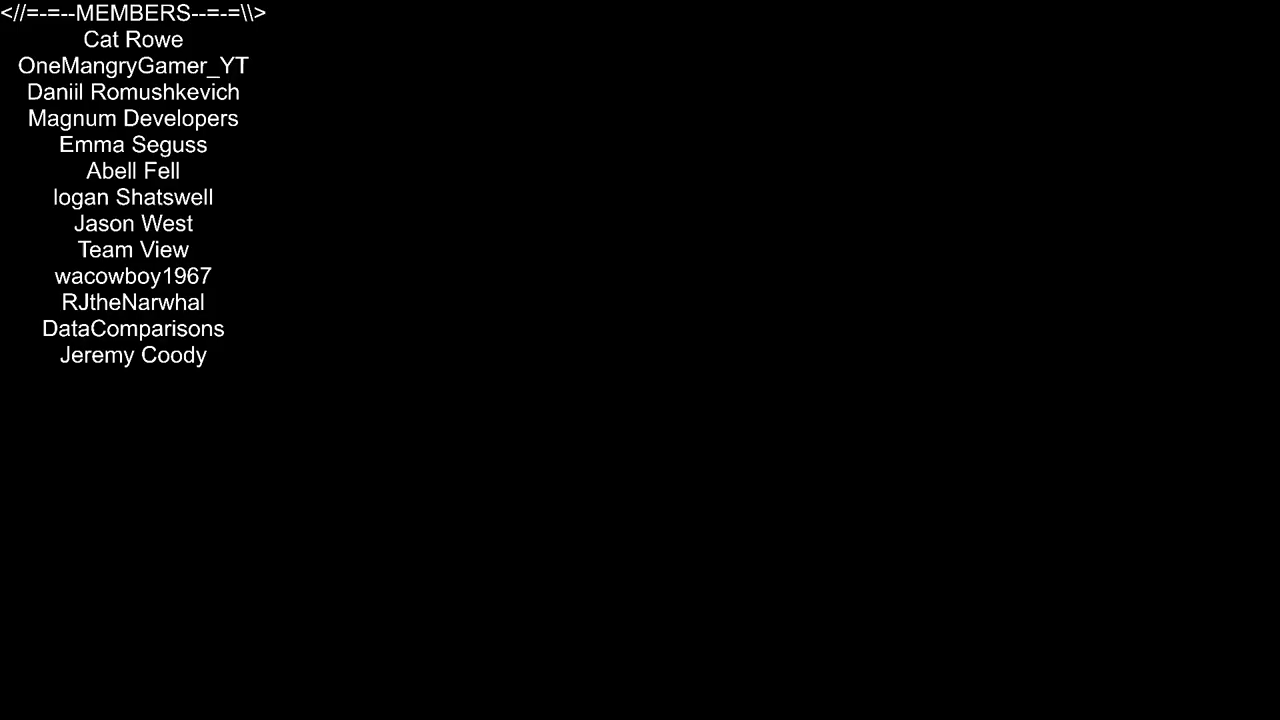 <//=-=--MEMBERS--=-=\\>
Cat Rowe
OneMangryGamer_YT
Daniil Romushkevich
Magnum Developers
Emma Seguss
Abell Fell
logan Shatswell
Jason West
Team View
wacowboy1967
RJtheNarwhal
DataComparisons
Jeremy Coody